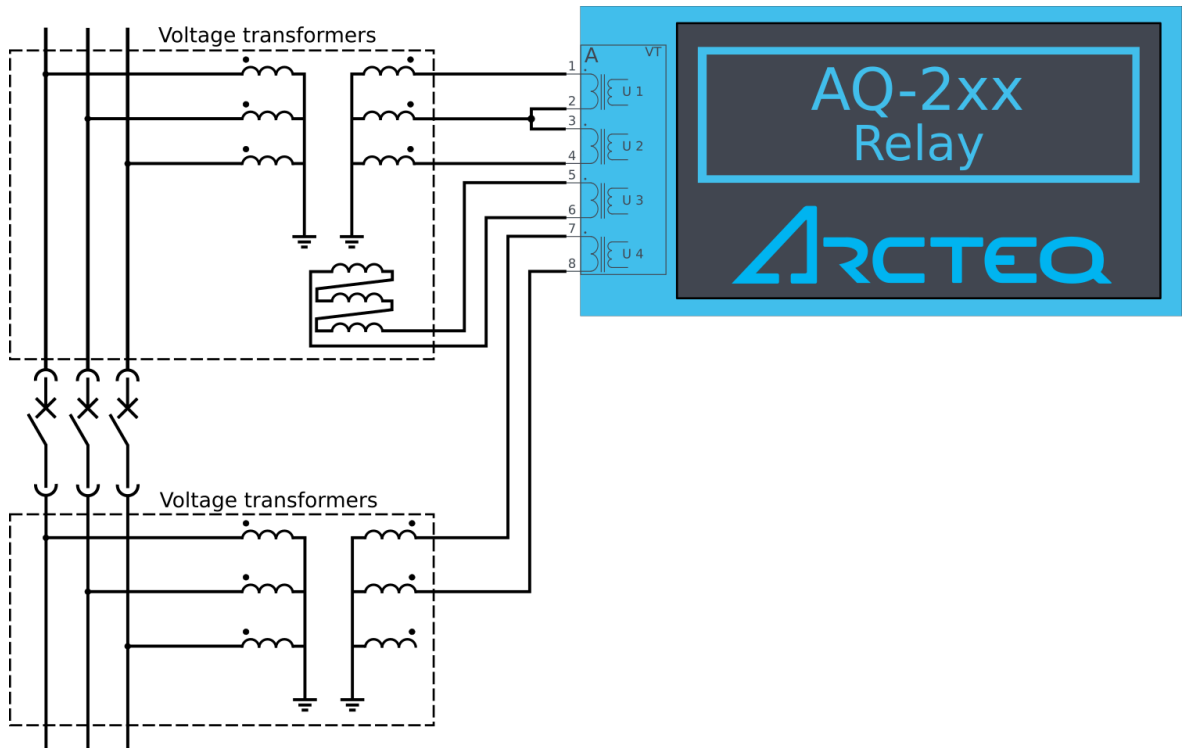 Voltage transformers
A
VT
1
U 1
2
3
U 2
4
5
U 3
6
7
U 4
8
AQ-2xx
Relay
ARCTEQ
Voltage transformers